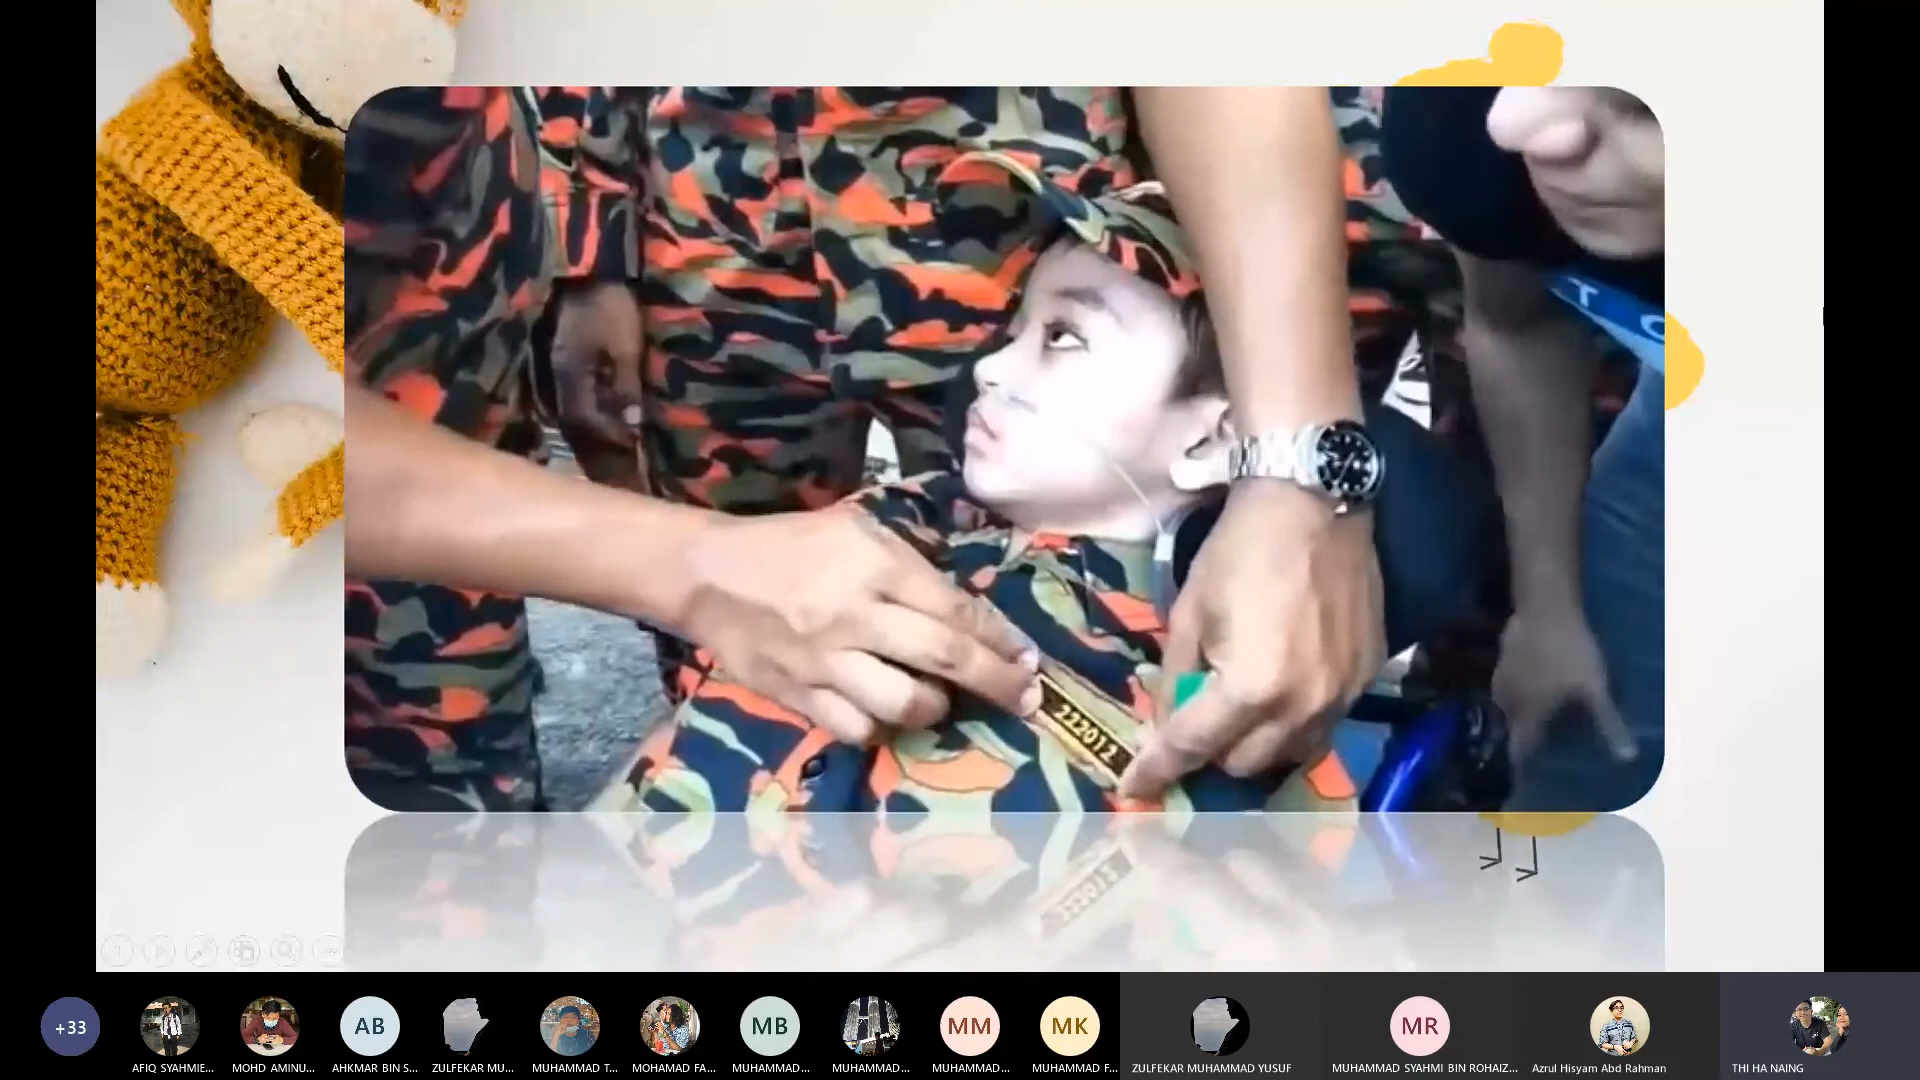 222012
+33
AB
MB
MM
MK
MR
AFIQ SYAHMIE...
MOHD AMINU...
AHKMAR BIN S...
ZULFEKAR MU...
MUHAMMAD T...
MOHAMAD FA...
MUHAMMAD...
MUHAMMAD...
MUHAMMAD...
MUHAMMAD F...
ZULFEKAR MUHAMMAD YUSUF
MUHAMMAD SYAHMI BIN ROHAIZ...
Azrul Hisyam Abd Rahman
THI HA NAING